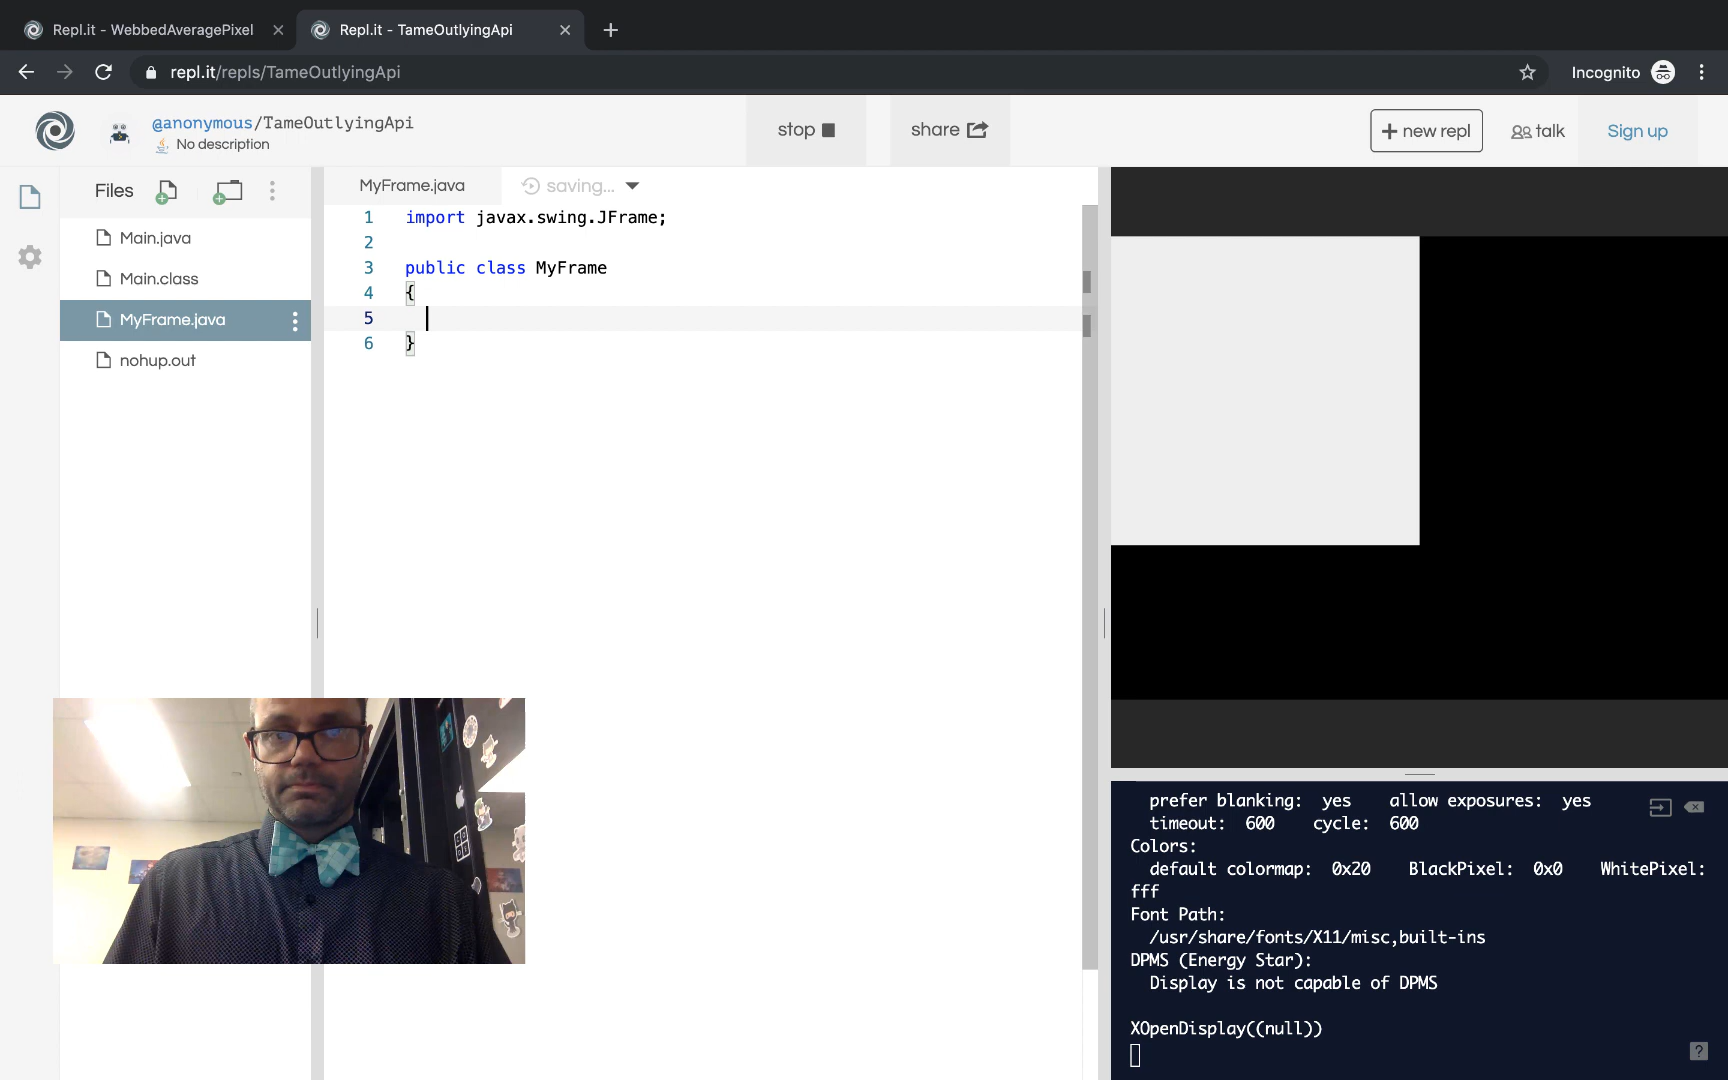 Repl.it - WebbedAveragePixel
Repl.it - TameOutlyingApi
repl.it/repls/TameOutlyingApi
Incognito
@anonymous/TameOutlyingApi
No description
stop
share
+ new repl
talk
Sign up
Files
Main.java
Main.class
MyFrame.java
nohup.out
MyFrame.java
saving...
1 import javax.swing.JFrame;
2
3 public class MyFrame
4 {
5
6 }
prefer blanking: yes allow exposures: yes
timeout: 600 cycle: 600
Colors:
default colormap: 0x20 BlackPixel: 0x0 WhitePixel:
fff
Font Path:
/usr/share/fonts/X11/misc,built-ins
DPMS (Energy Star):
Display is not capable of DPMS
XOpenDisplay((null))
?